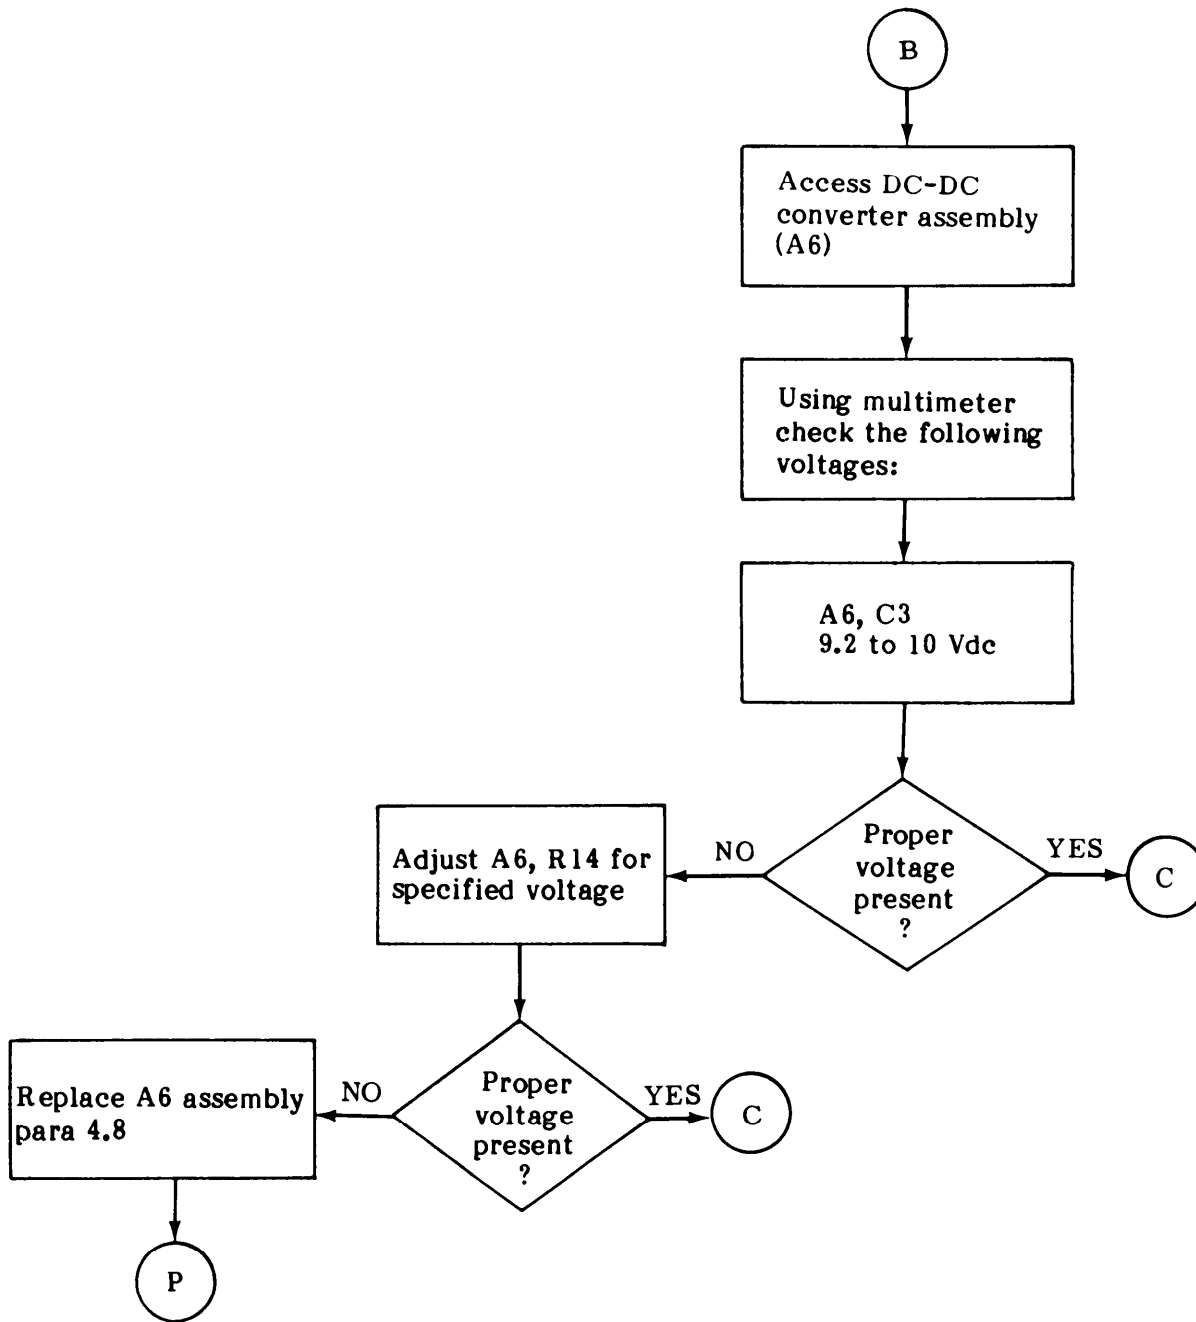 B
Access DC-DC
converter assembly
(A6)
Using multimeter
check the following
voltages:
A6, C3
9.2 to 10 Vdc
Proper
voltage
present
?
NO
YES
C
Adjust A6, R14 for
specified voltage
Proper
voltage
present
?
NO
YES
C
Replace A6 assembly
para 4.8
P